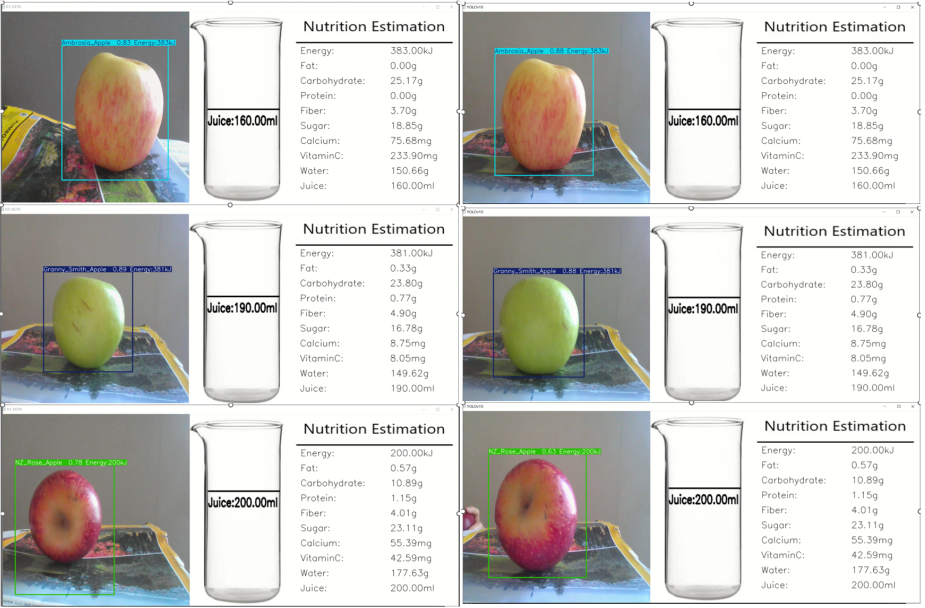 Nutrition Estimation
Ambrosia_Apple 0.83 Energy:383kJ
Energy: 383.00kJ
Fat: 0.00g
Carbohydrate: 25.17g
Protein: 0.00g
Fiber: 3.70g
Juice:160.00ml
Sugar: 18.85g
Calcium: 75.68mg
VitaminC: 233.90mg
Water: 150.66g
Juice: 160.00ml
YOLOv10
Nutrition Estimation
Ambrosia_Apple 0.88 Energy:383kJ
Energy: 383.00kJ
Fat: 0.00g
Carbohydrate: 25.17g
Protein: 0.00g
Fiber: 3.70g
Juice:160.00ml
Sugar: 18.85g
Calcium: 75.68mg
VitaminC: 233.90mg
Water: 150.66g
Juice: 160.00ml
Nutrition Estimation
Energy: 381.00kJ
Granny_Smith_Apple 0.89 Energy:381kJ
Fat: 0.33g
Carbohydrate: 23.80g
Protein: 0.77g
Juice:190.00ml
Fiber: 4.90g
Sugar: 16.78g
Calcium: 8.75mg
VitaminC: 8.05mg
Water: 149.62g
Juice: 190.00ml
YOLOv10
Nutrition Estimation
Energy: 381.00kJ
Granny_Smith_Apple 0.88 Energy:381kJ
Fat: 0.33g
Carbohydrate: 23.80g
Protein: 0.77g
Juice:190.00ml
Fiber: 4.90g
Sugar: 16.78g
Calcium: 8.75mg
VitaminC: 8.05mg
Water: 149.62g
Juice: 190.00ml
Nutrition Estimation
Energy: 200.00kJ
NZ_Rose_Apple 0.78 Energy:200kJ
Fat: 0.57g
Carbohydrate: 10.89g
Protein: 1.15g
Juice:200.00ml
Fiber: 4.01g
Sugar: 23.11g
Calcium: 55.39mg
VitaminC: 42.59mg
Water: 177.63g
Juice: 200.00ml
YOLOv10
Nutrition Estimation
Energy: 200.00kJ
NZ_Rose_Apple 0.63 Energy:200kJ
Fat: 0.57g
Carbohydrate: 10.89g
Protein: 1.15g
Juice:200.00ml
Fiber: 4.01g
Sugar: 23.11g
Calcium: 55.39mg
VitaminC: 42.59mg
Water: 177.63g
Juice: 200.00ml